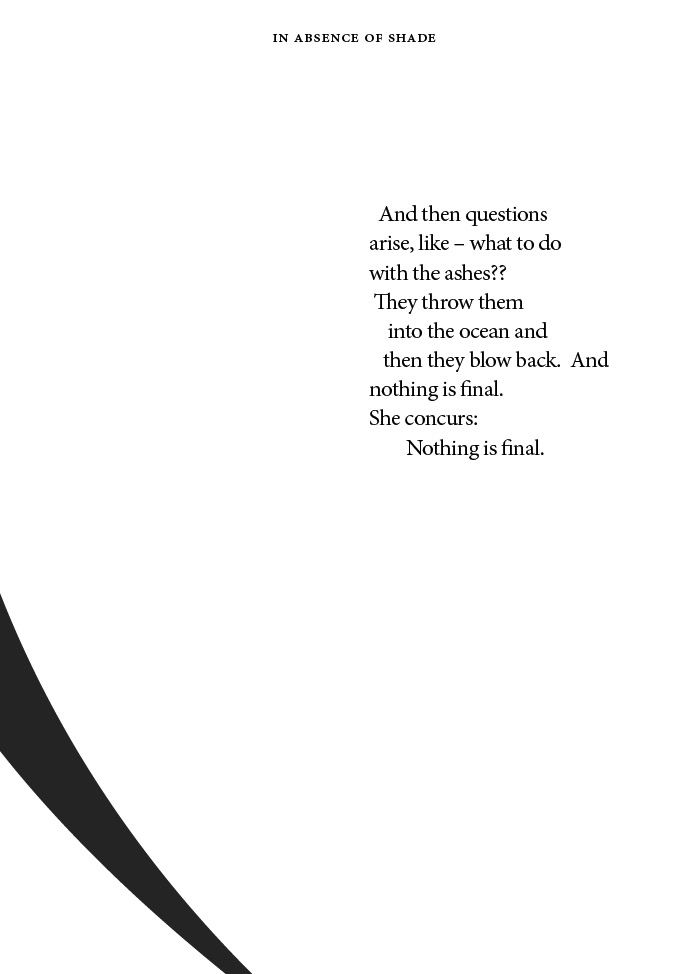 IN ABSENCE OF SHADE
And then questions
arise, like – what to do
with the ashes??
They throw them
into the ocean and
then they blow back.  And
nothing is final.
She concurs:
Nothing is final.